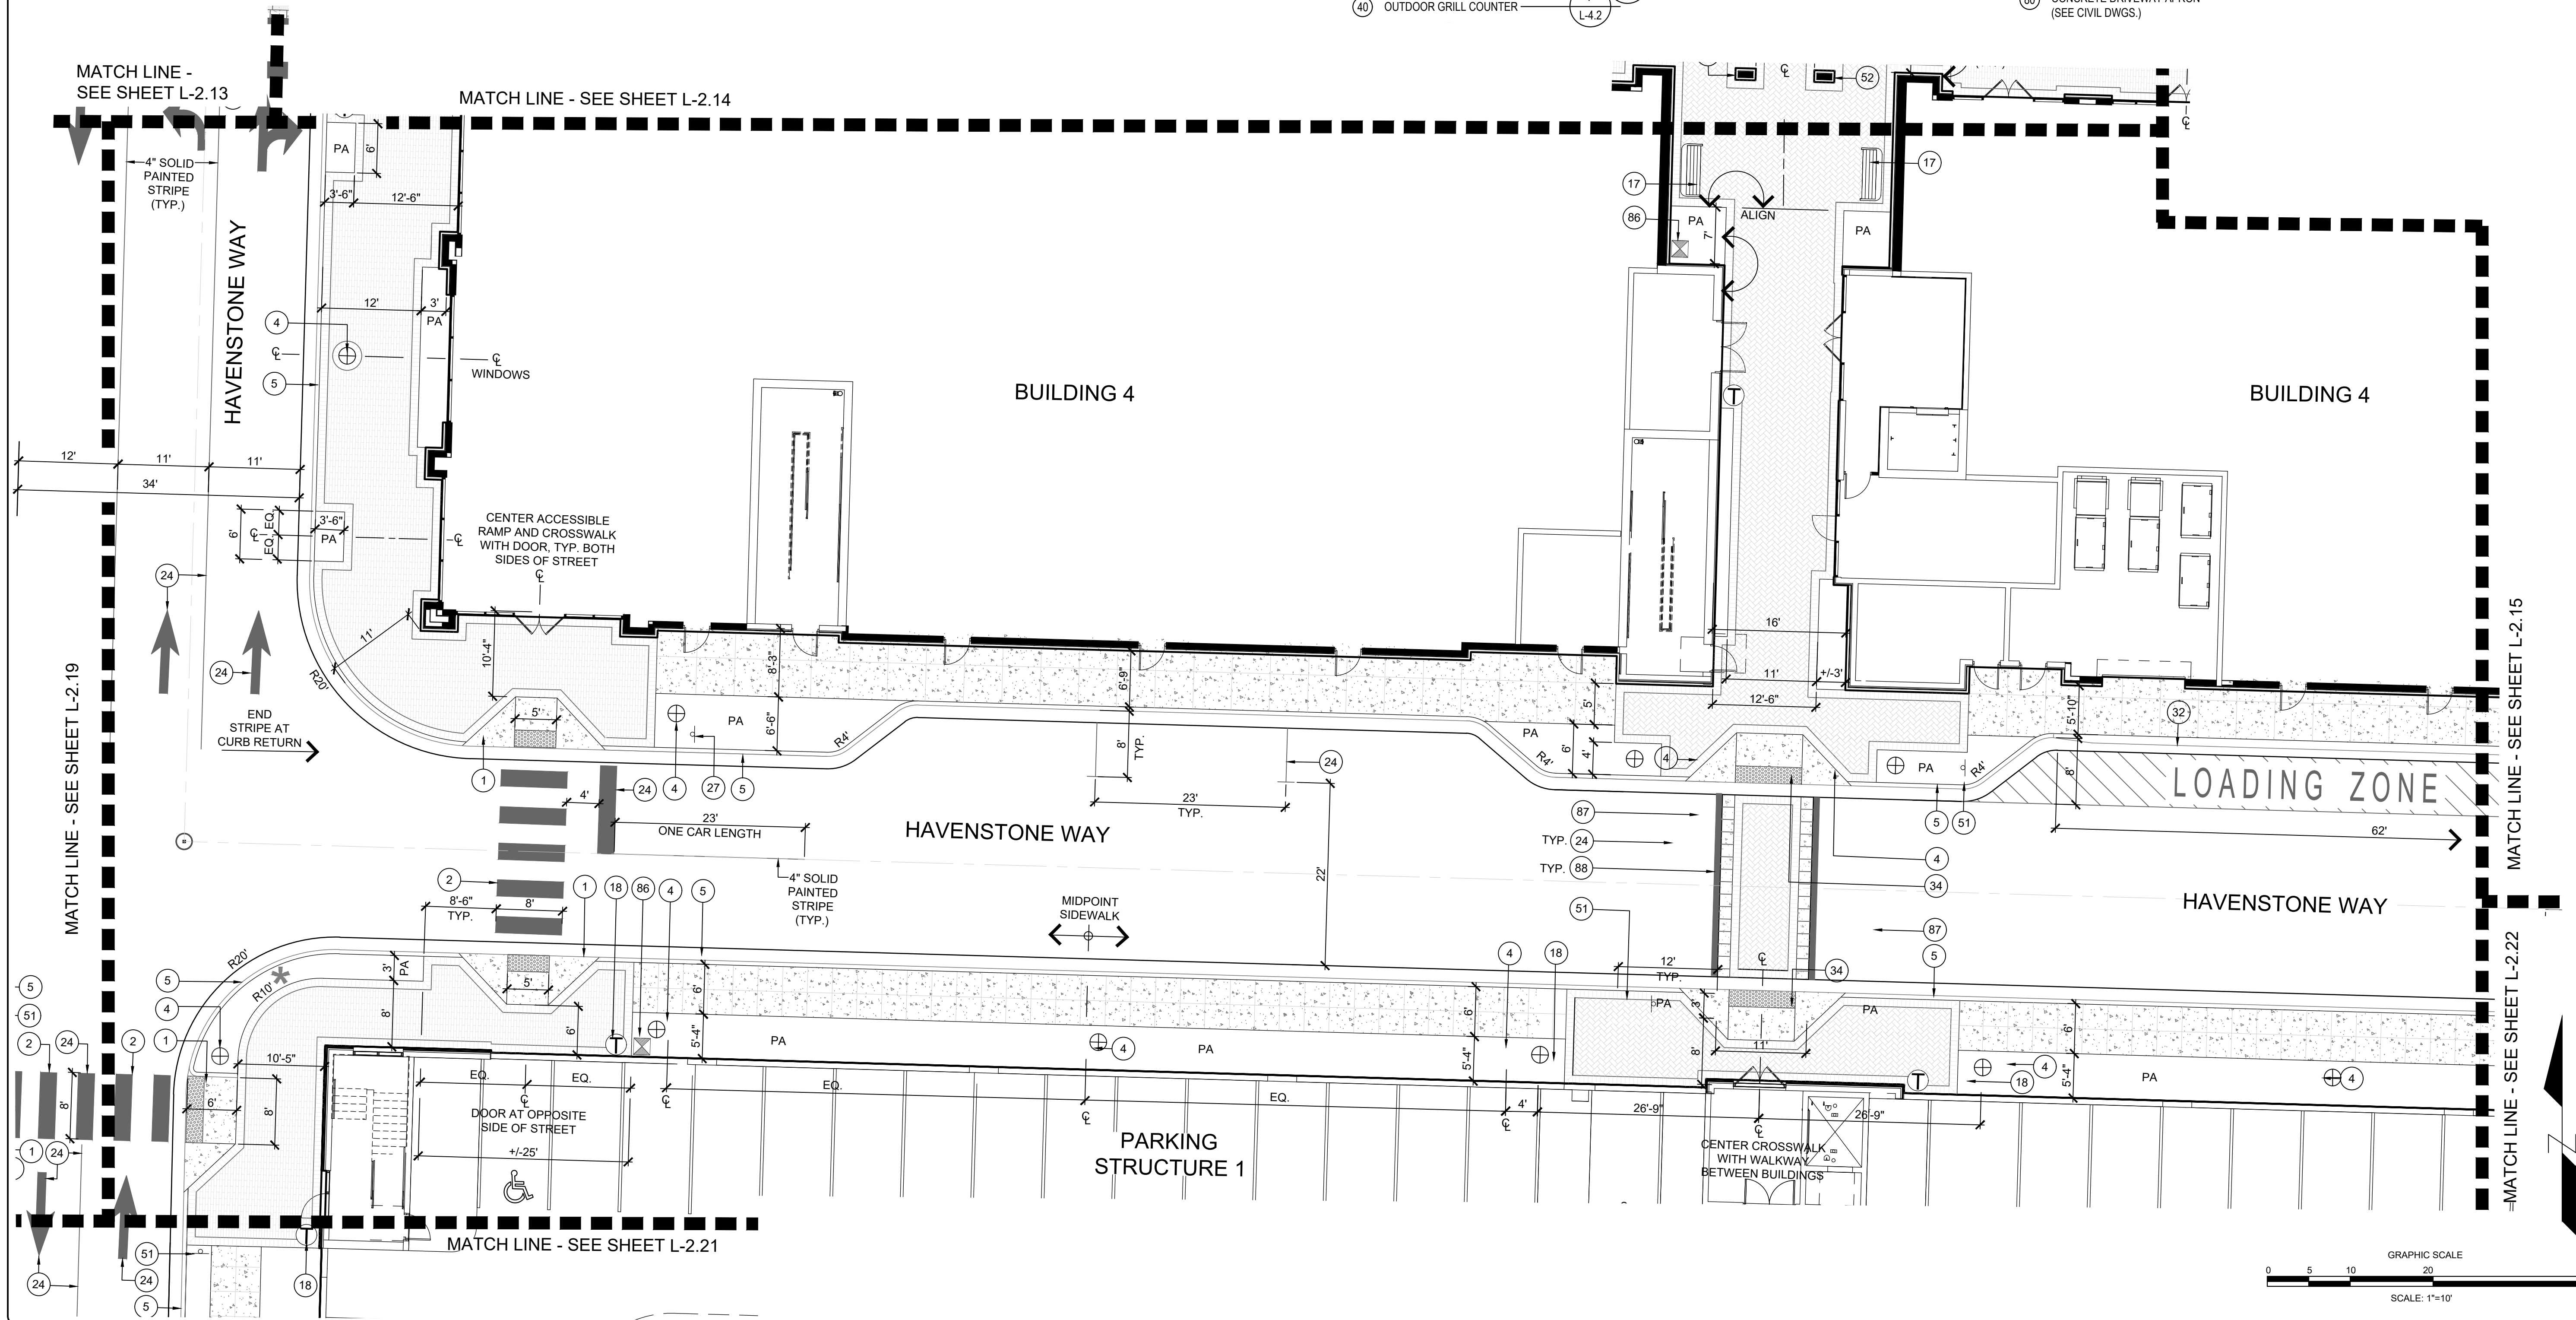 40 OUTDOOR GRILL COUNTER
L-4.2
(SEE CIVIL DWGS.)
MATCH LINE -
SEE SHEET L-2.13
MATCH LINE - SEE SHEET L-2.14
52
4" SOLID
PAINTED
STRIPE
(TYP.)
PA
6'
3'-6"
12'-6"
17
17
86
PA
7'
ALIGN
PA
HAVENSTONE WAY
12'
3'
PA
4
5
WINDOWS
BUILDING 4
BUILDING 4
T
12'
11'
11'
34'
6'
EQ.
EQ.
3'-6"
PA
CENTER ACCESSIBLE
RAMP AND CROSSWALK
WITH DOOR, TYP. BOTH
SIDES OF STREET
24
24
11'
R20'
10'-4"
8'-3"
6'-9"
16'
11'
+/-3'
12'-6"
END
STRIPE AT
CURB RETURN
5'
PA
6'-6"
R4'
8'
TYP.
5'
PA
6'
4'
R4'
4
PA
R4'
5'-10"
32
8'
LOADING ZONE
MATCH LINE - SEE SHEET L-2.15
1
4'
24
4
27
5
24
23'
ONE CAR LENGTH
23'
TYP.
HAVENSTONE WAY
87
TYP. 24
TYP. 88
5
51
62'
4
34
MATCH LINE - SEE SHEET L-2.19
2
8'-6"
TYP.
8'
1
18
86
4
5
4" SOLID
PAINTED
STRIPE
(TYP.)
22'
MIDPOINT
SIDEWALK
51
HAVENSTONE WAY
87
5
4
18
12'
TYP.
34
R20'
R10'
*
3'
PA
8'
5'
6'
6'
5'-4"
PA
4
PA
6'
5'-4"
PA
3'
8'
11'
PA
T
18
4
6'
5'-4"
PA
4
MATCH LINE - SEE SHEET L-2.22
5
4
5
51
2
24
2
1
8'
6'
8'
10'-5"
T
EQ.
EQ.
EQ.
EQ.
4'
26'-9"
26'-9"
DOOR AT OPPOSITE
SIDE OF STREET
+/-25'
PARKING
STRUCTURE 1
CENTER CROSSWALK
WITH WALKWAY
BETWEEN BUILDINGS
1
24
T
MATCH LINE - SEE SHEET L-2.21
51
24
24
18
5
GRAPHIC SCALE
0 5 10 20
SCALE: 1"=10'